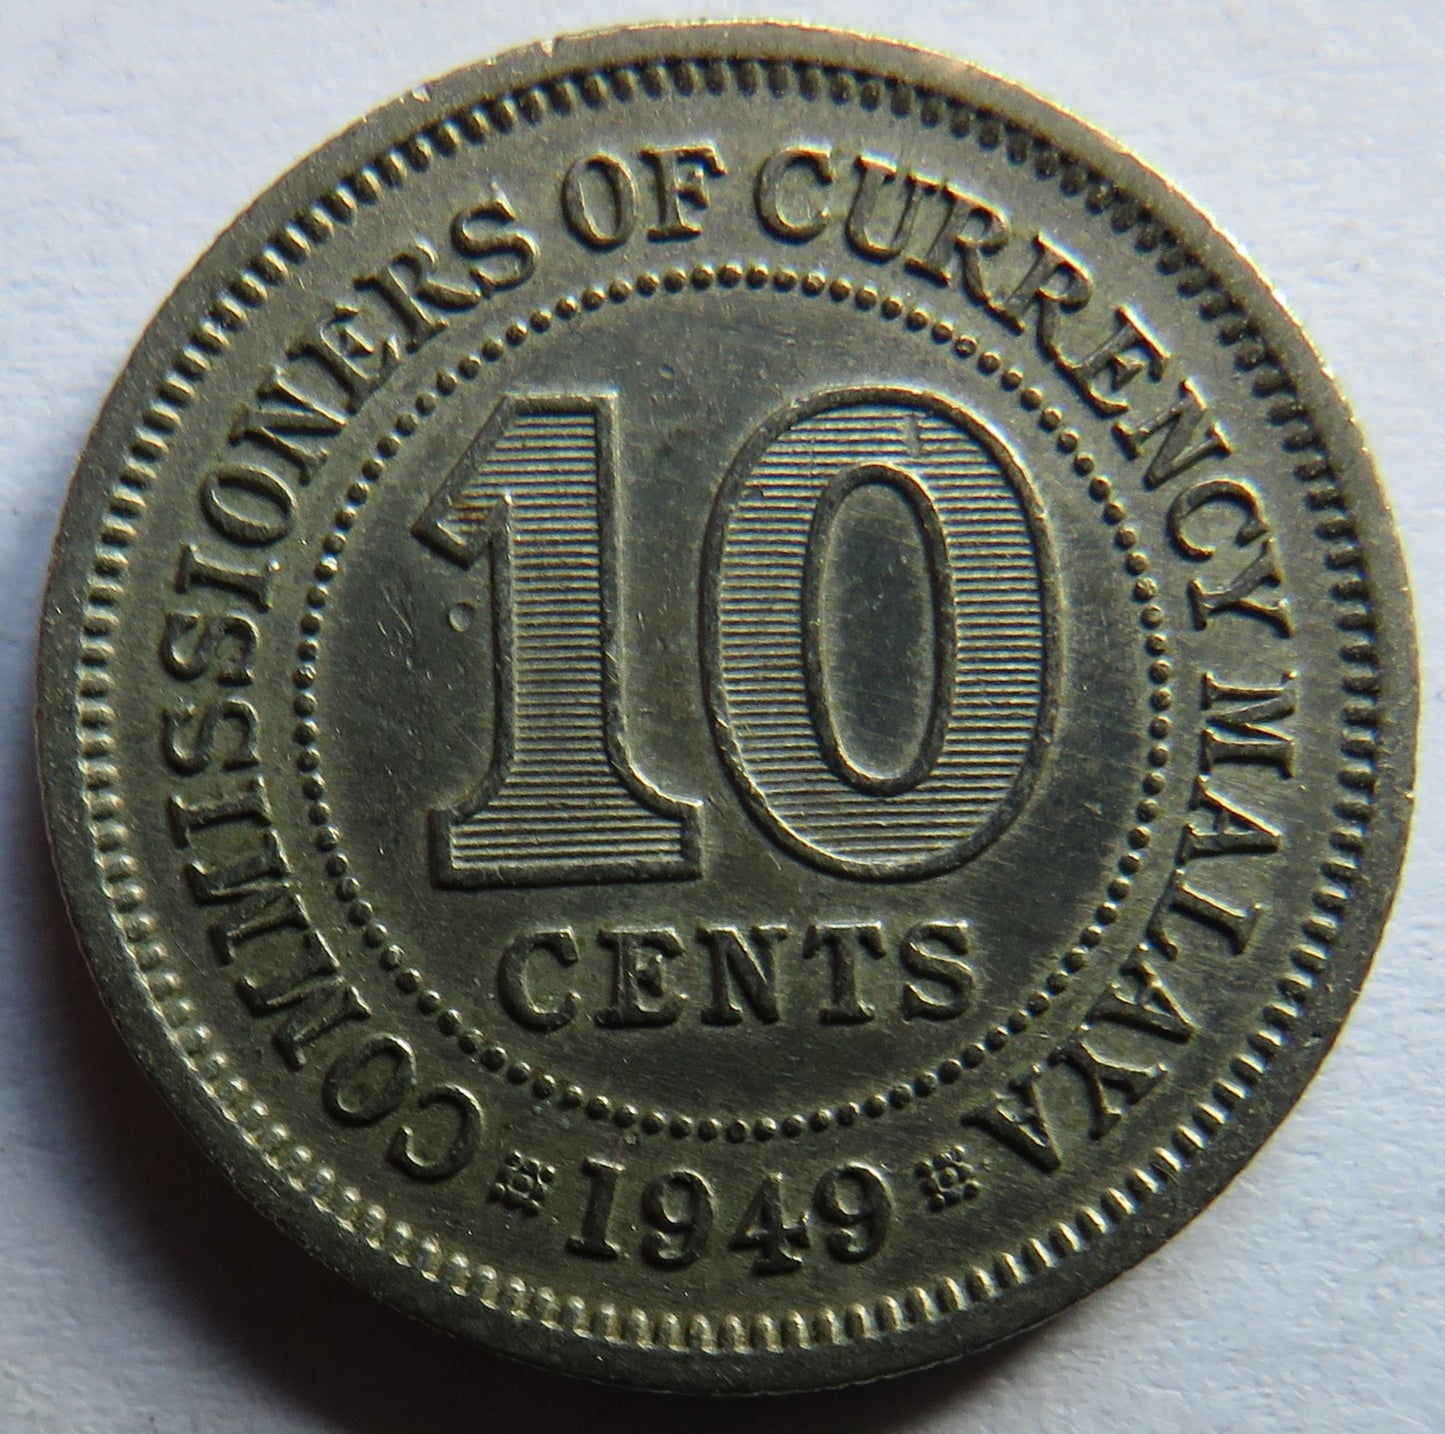 COMMISSIONERS OF CURRENCY MALAYA
10
CENTS
1949